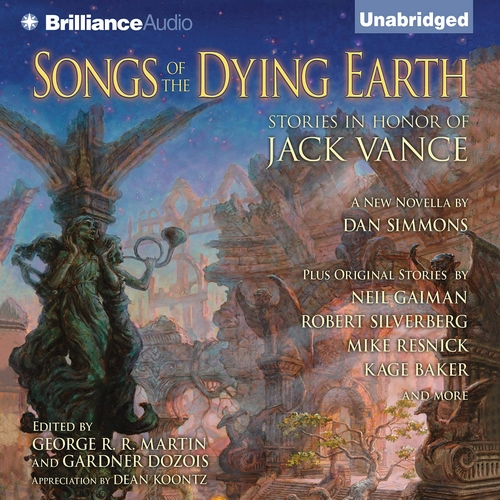 BrillianceAudio
Unabridged
SONGS OF THE DYING EARTH
STORIES IN HONOR OF
JACK VANCE
A NEW NOVELLA BY
DAN SIMMONS
PLUS ORIGINAL STORIES BY
NEIL GAIMAN
ROBERT SILVERBERG
MIKE RESNICK
KAGE BAKER
AND MORE
EDITED BY
GEORGE R. R. MARTIN
AND GARDNER DOZOIS
APPRECIATION BY DEAN KOONTZ